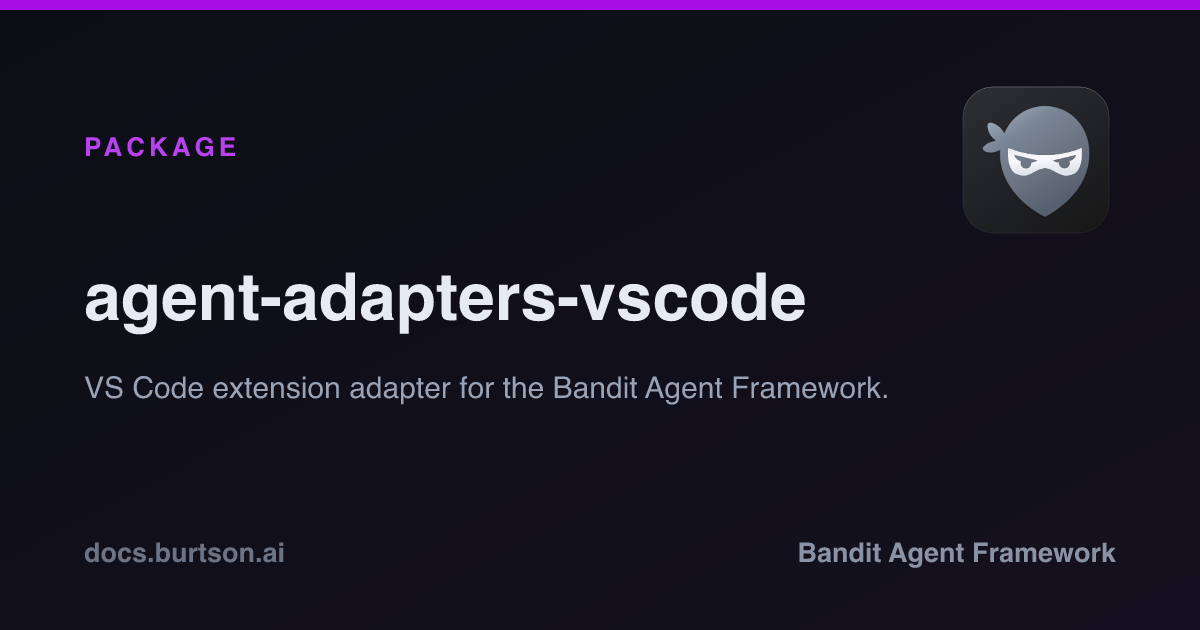 PACKAGE
agent-adapters-vscode
VS Code extension adapter for the Bandit Agent Framework.
docs.burtson.ai
Bandit Agent Framework